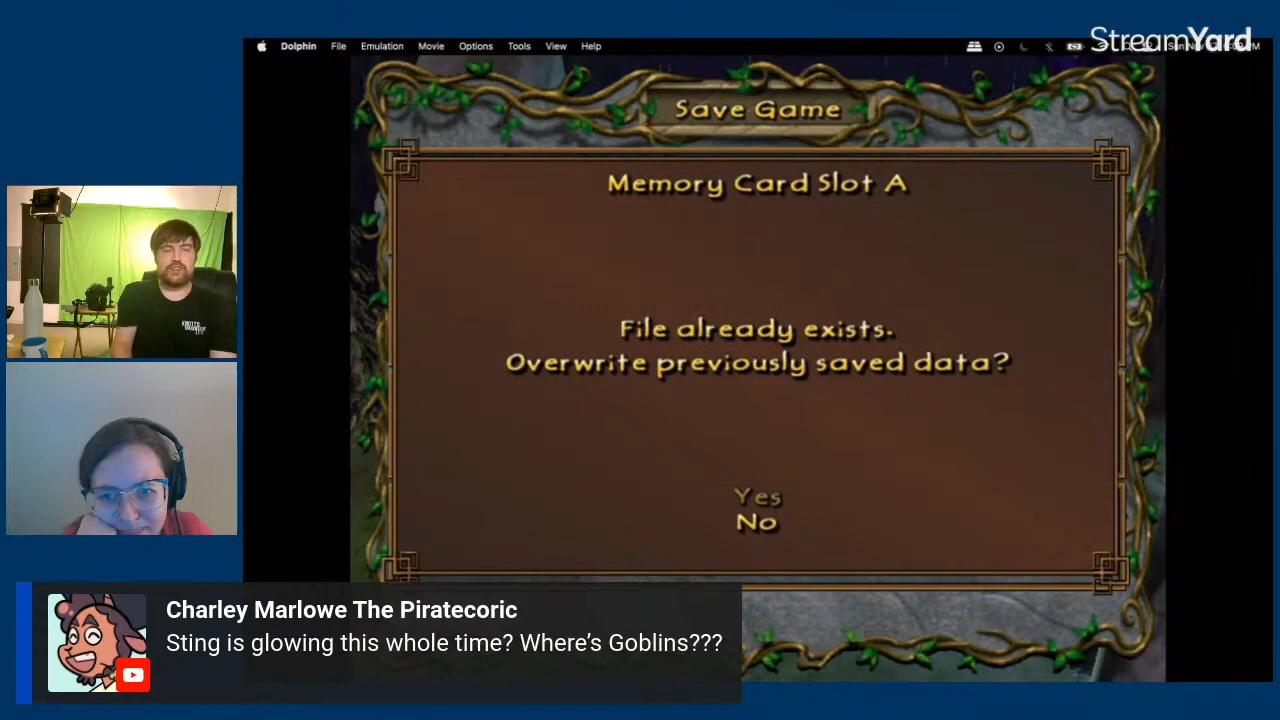 StreamYard
Dolphin File Emulation Movie Options Tools View Help
Save Game
Memory Card Slot A
File already exists.
Overwrite previously saved data?
Yes
No
Charley Marlowe The Piratecoric
Sting is glowing this whole time? Where’s Goblins???